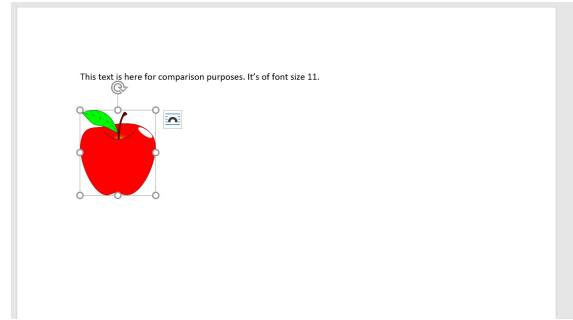 This text is here for comparison purposes. It’s of font size 11.